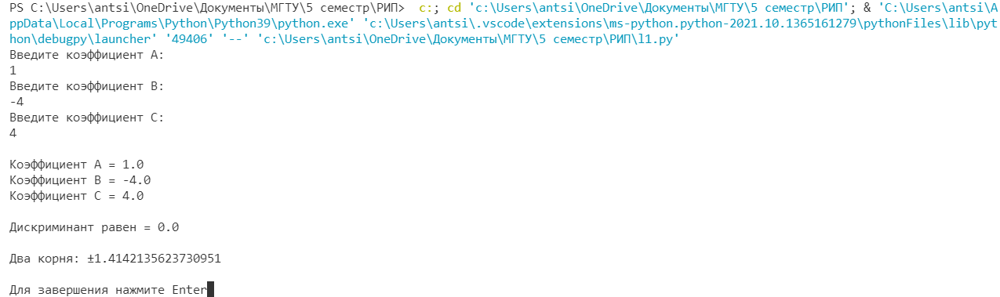 PS C:\Users\antsi\OneDrive\Документы\МГТУ\5 семестр\РИП>  c:; cd 'c:\Users\antsi\OneDrive\Документы\МГТУ\5 семестр\РИП'; & 'C:\Users\antsi\A
ppData\Local\Programs\Python\Python39\python.exe' 'c:\Users\antsi\.vscode\extensions\ms-python.python-2021.10.1365161279\pythonFiles\lib\pyt
hon\debugpy\launcher' '49406' '--' 'c:\Users\antsi\OneDrive\Документы\МГТУ\5 семестр\РИП\l1.py'
Введите коэффициент A:
1
Введите коэффициент B:
-4
Введите коэффициент C:
4
Коэффициент A = 1.0
Коэффициент B = -4.0
Коэффициент C = 4.0
Дискриминант равен = 0.0
Два корня: ±1.4142135623730951
Для завершения нажмите Enter